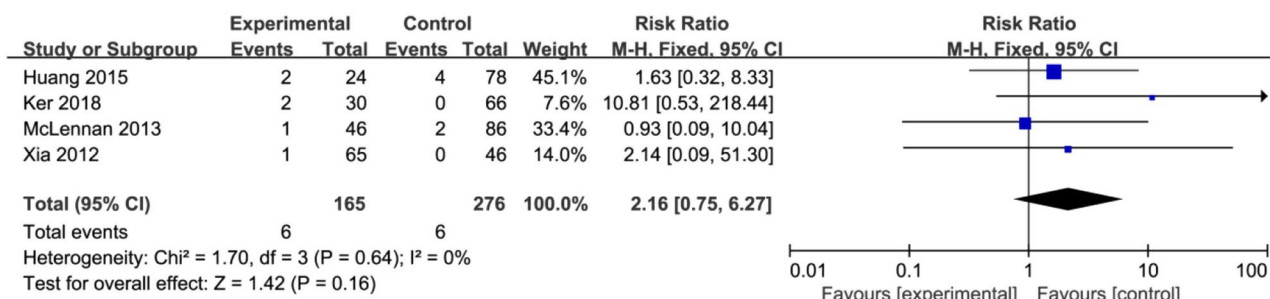 Experimental Control Risk Ratio Risk Ratio
Study or Subgroup Events Total Events Total Weight M-H, Fixed, 95% CI M-H, Fixed, 95% CI
Huang 2015 2 24 4 78 45.1% 1.63 [0.32, 8.33]
Ker 2018 2 30 0 66 7.6% 10.81 [0.53, 218.44]
McLennan 2013 1 46 2 86 33.4% 0.93 [0.09, 10.04]
Xia 2012 1 65 0 46 14.0% 2.14 [0.09, 51.30]
Total (95% CI) 165 276 100.0% 2.16 [0.75, 6.27]
Total events 6 6
Heterogeneity: Chi² = 1.70, df = 3 (P = 0.64); I² = 0%
Test for overall effect: Z = 1.42 (P = 0.16)
0.01 0.1 1 10 100
Favours [experimental] Favours [control]